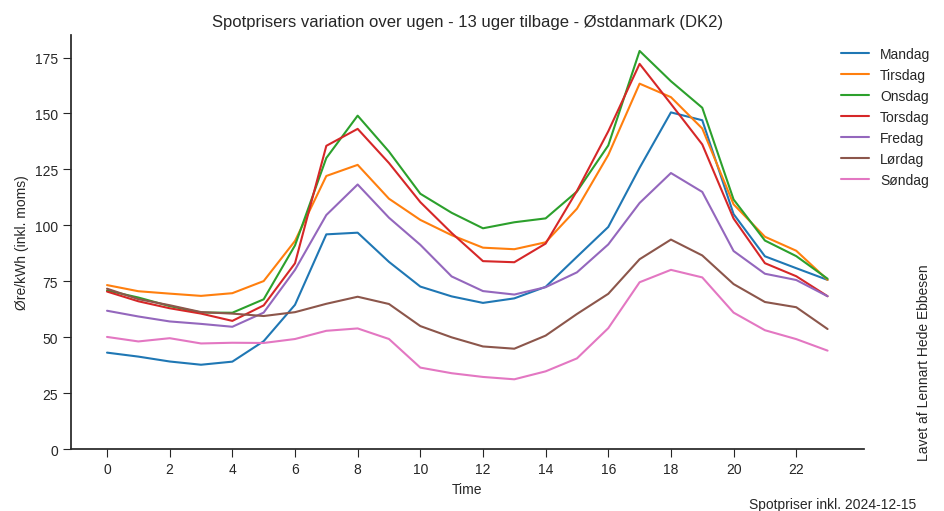 Spotprisers variation over ugen - 13 uger tilbage - Østdanmark (DK2)
Øre/kWh (inkl. moms)
175
150
125
100
75
50
25
0
0 2 4 6 8 10 12 14 16 18 20 22
Time
Mandag
Tirsdag
Onsdag
Torsdag
Fredag
Lørdag
Søndag
Lavet af Lennart Hede Ebbesen
Spotpriser inkl. 2024-12-15